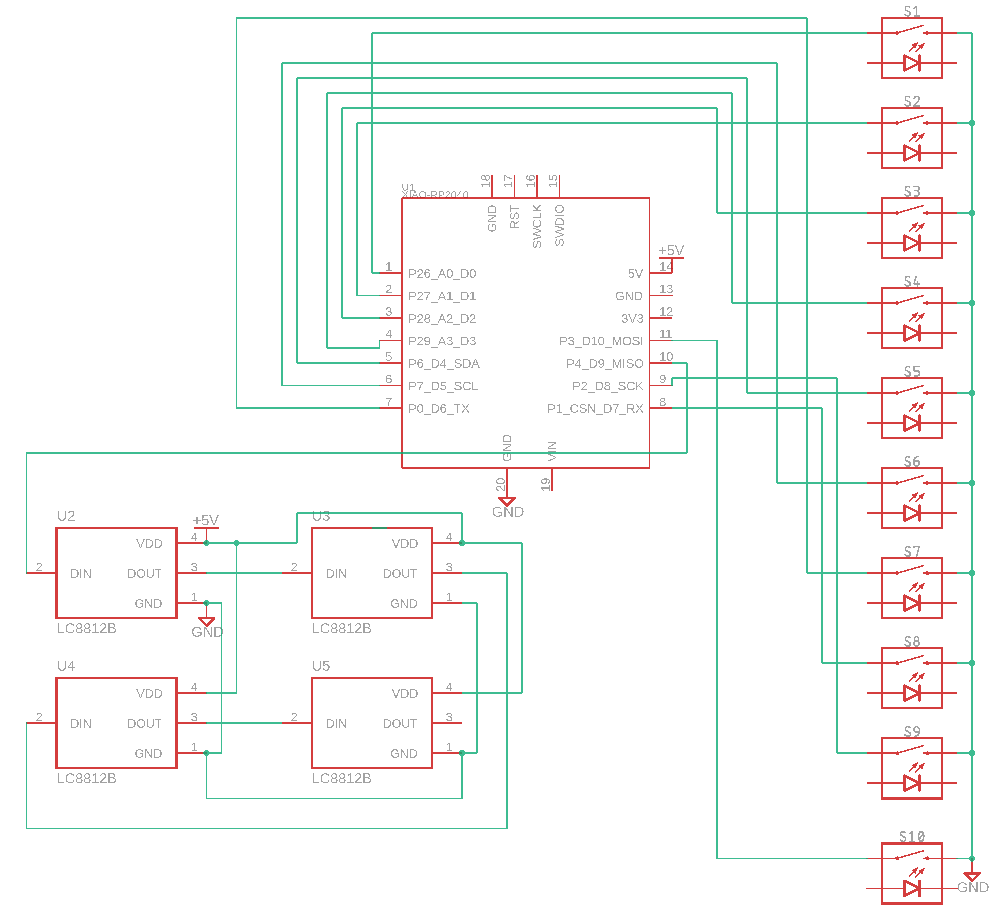 S1
S2
S3
S4
S5
S6
S7
S8
S9
S10
GND
U1
XIAO-RP2040
18 17 16 15
GND RST SWCLK SWDIO
+5V
1 P26_A0_D0 5V 14
2 P27_A1_D1 GND 13
3 P28_A2_D2 3V3 12
4 P29_A3_D3 P3_D10_MOSI 11
5 P6_D4_SDA P4_D9_MISO 10
6 P7_D5_SCL P2_D8_SCK 9
7 P0_D6_TX P1_CSN_D7_RX 8
GND VIN
20 19
GND
U2
+5V
VDD 4
2 DIN DOUT 3
GND 1
LC8812B
GND
U3
VDD 4
2 DIN DOUT 3
GND 1
LC8812B
U4
VDD 4
2 DIN DOUT 3
GND 1
LC8812B
U5
VDD 4
2 DIN DOUT 3
GND 1
LC8812B